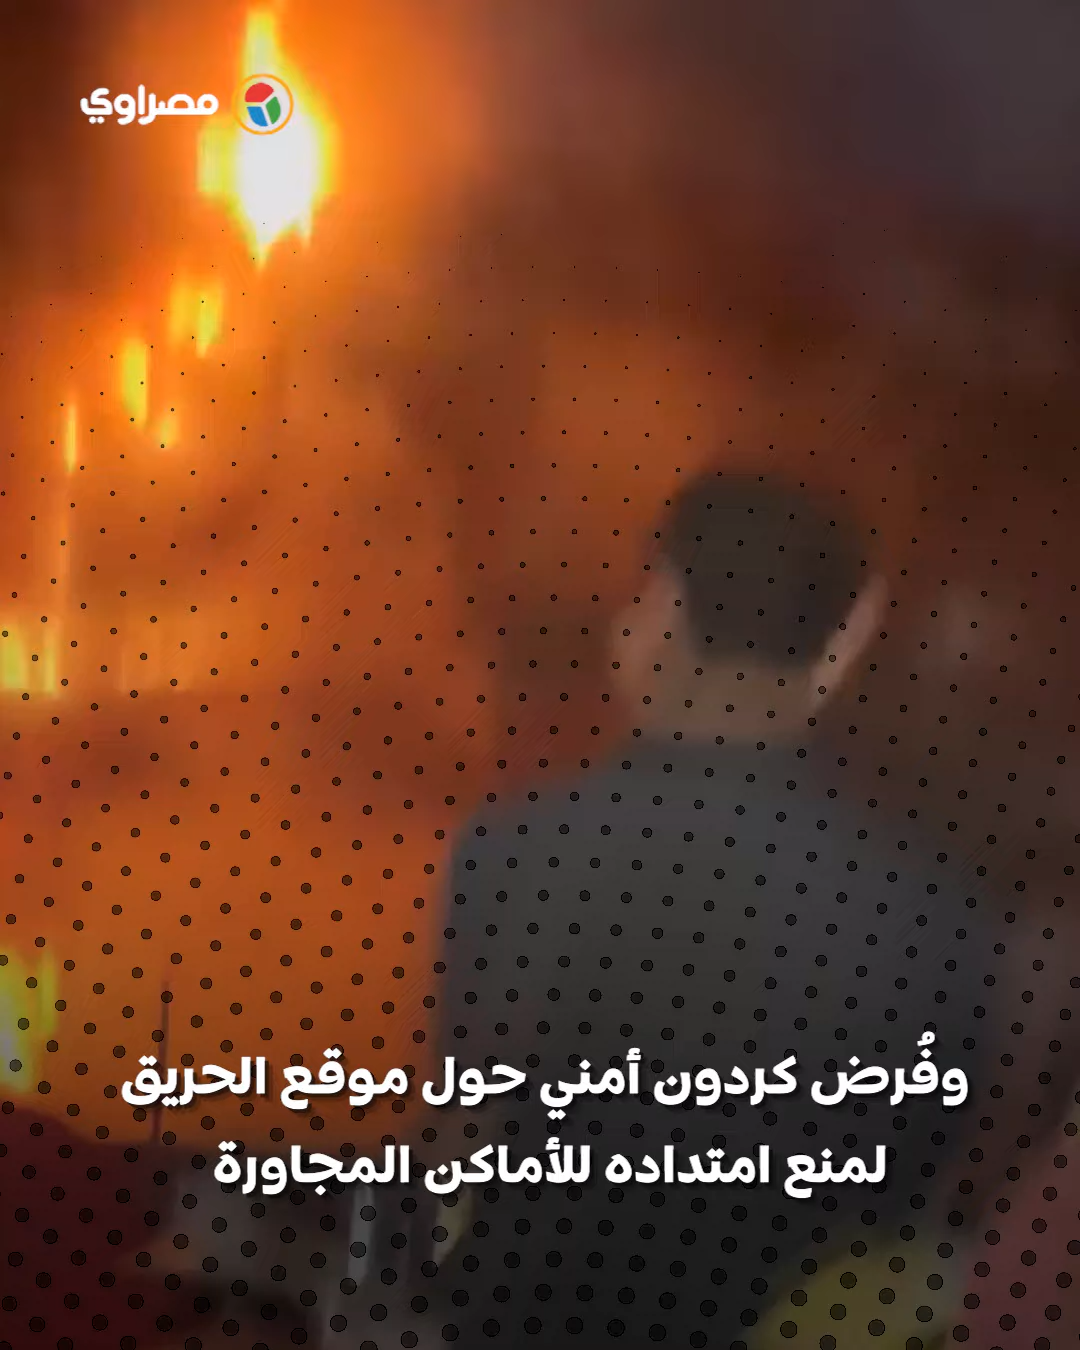 مصراوي
وفُرض كردون أمني حول موقع الحريق
لمنع امتداده للأماكن المجاورة